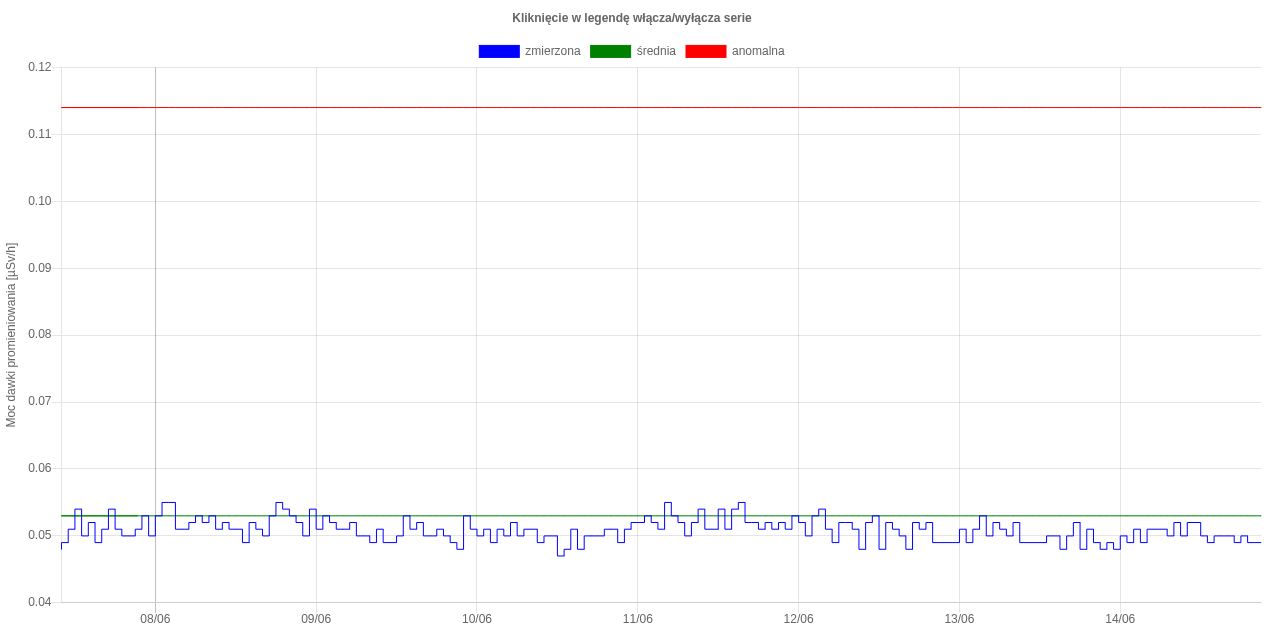 Kliknięcie w legendę włącza/wyłącza serie
zmierzona średnia anomalna
Moc dawki promieniowania [µSv/h]
0.12
0.11
0.10
0.09
0.08
0.07
0.06
0.05
0.04
08/06 09/06 10/06 11/06 12/06 13/06 14/06